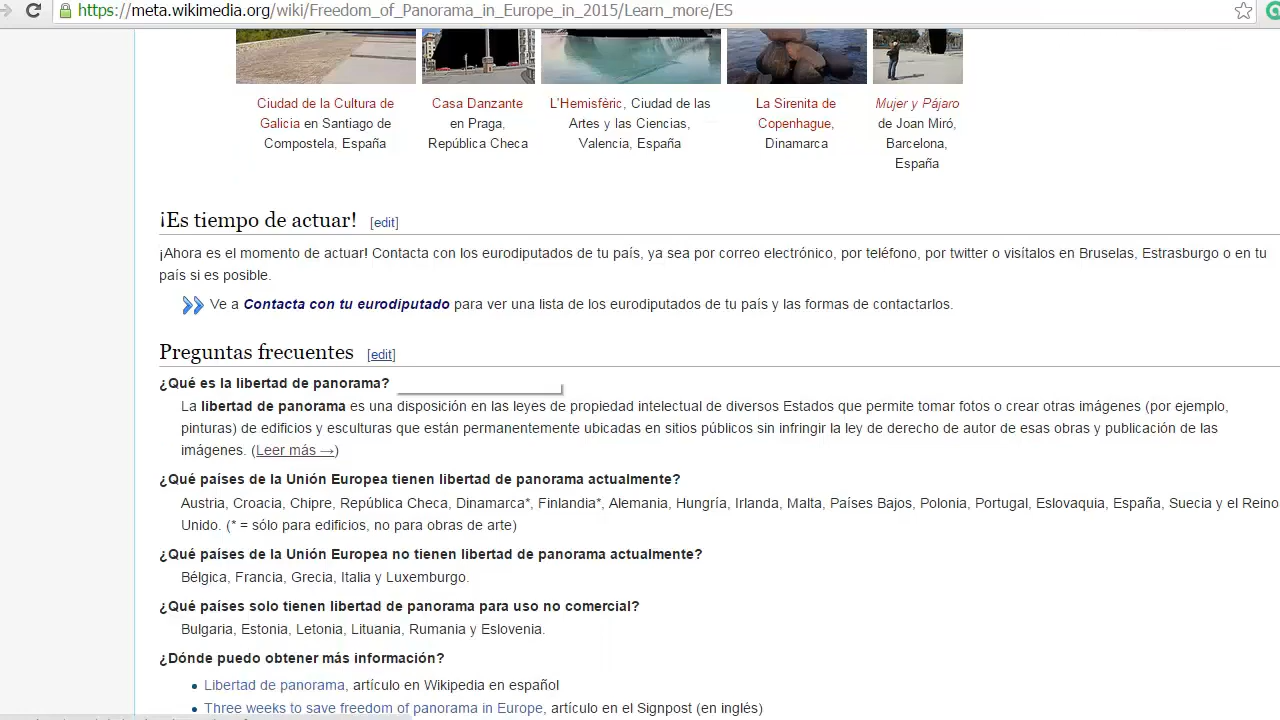 https://meta.wikimedia.org/wiki/Freedom_of_Panorama_in_Europe_in_2015/Learn_more/ES
Ciudad de la Cultura de
Galicia en Santiago de
Compostela, España
Casa Danzante
en Praga,
República Checa
L'Hemisfèric, Ciudad de las
Artes y las Ciencias,
Valencia, España
La Sirenita de
Copenhague,
Dinamarca
Mujer y Pájaro
de Joan Miró,
Barcelona,
España
¡Es tiempo de actuar! [edit]
¡Ahora es el momento de actuar! Contacta con los eurodiputados de tu país, ya sea por correo electrónico, por teléfono, por twitter o visítalos en Bruselas, Estrasburgo o en tu
país si es posible.
Ve a Contacta con tu eurodiputado para ver una lista de los eurodiputados de tu país y las formas de contactarlos.
Preguntas frecuentes [edit]
¿Qué es la libertad de panorama?
La libertad de panorama es una disposición en las leyes de propiedad intelectual de diversos Estados que permite tomar fotos o crear otras imágenes (por ejemplo,
pinturas) de edificios y esculturas que están permanentemente ubicadas en sitios públicos sin infringir la ley de derecho de autor de esas obras y publicación de las
imágenes. (Leer más →)
¿Qué países de la Unión Europea tienen libertad de panorama actualmente?
Austria, Croacia, Chipre, República Checa, Dinamarca*, Finlandia*, Alemania, Hungría, Irlanda, Malta, Países Bajos, Polonia, Portugal, Eslovaquia, España, Suecia y el Reino
Unido. (* = sólo para edificios, no para obras de arte)
¿Qué países de la Unión Europea no tienen libertad de panorama actualmente?
Bélgica, Francia, Grecia, Italia y Luxemburgo.
¿Qué países solo tienen libertad de panorama para uso no comercial?
Bulgaria, Estonia, Letonia, Lituania, Rumania y Eslovenia.
¿Dónde puedo obtener más información?
• Libertad de panorama, artículo en Wikipedia en español
• Three weeks to save freedom of panorama in Europe, artículo en el Signpost (en inglés)